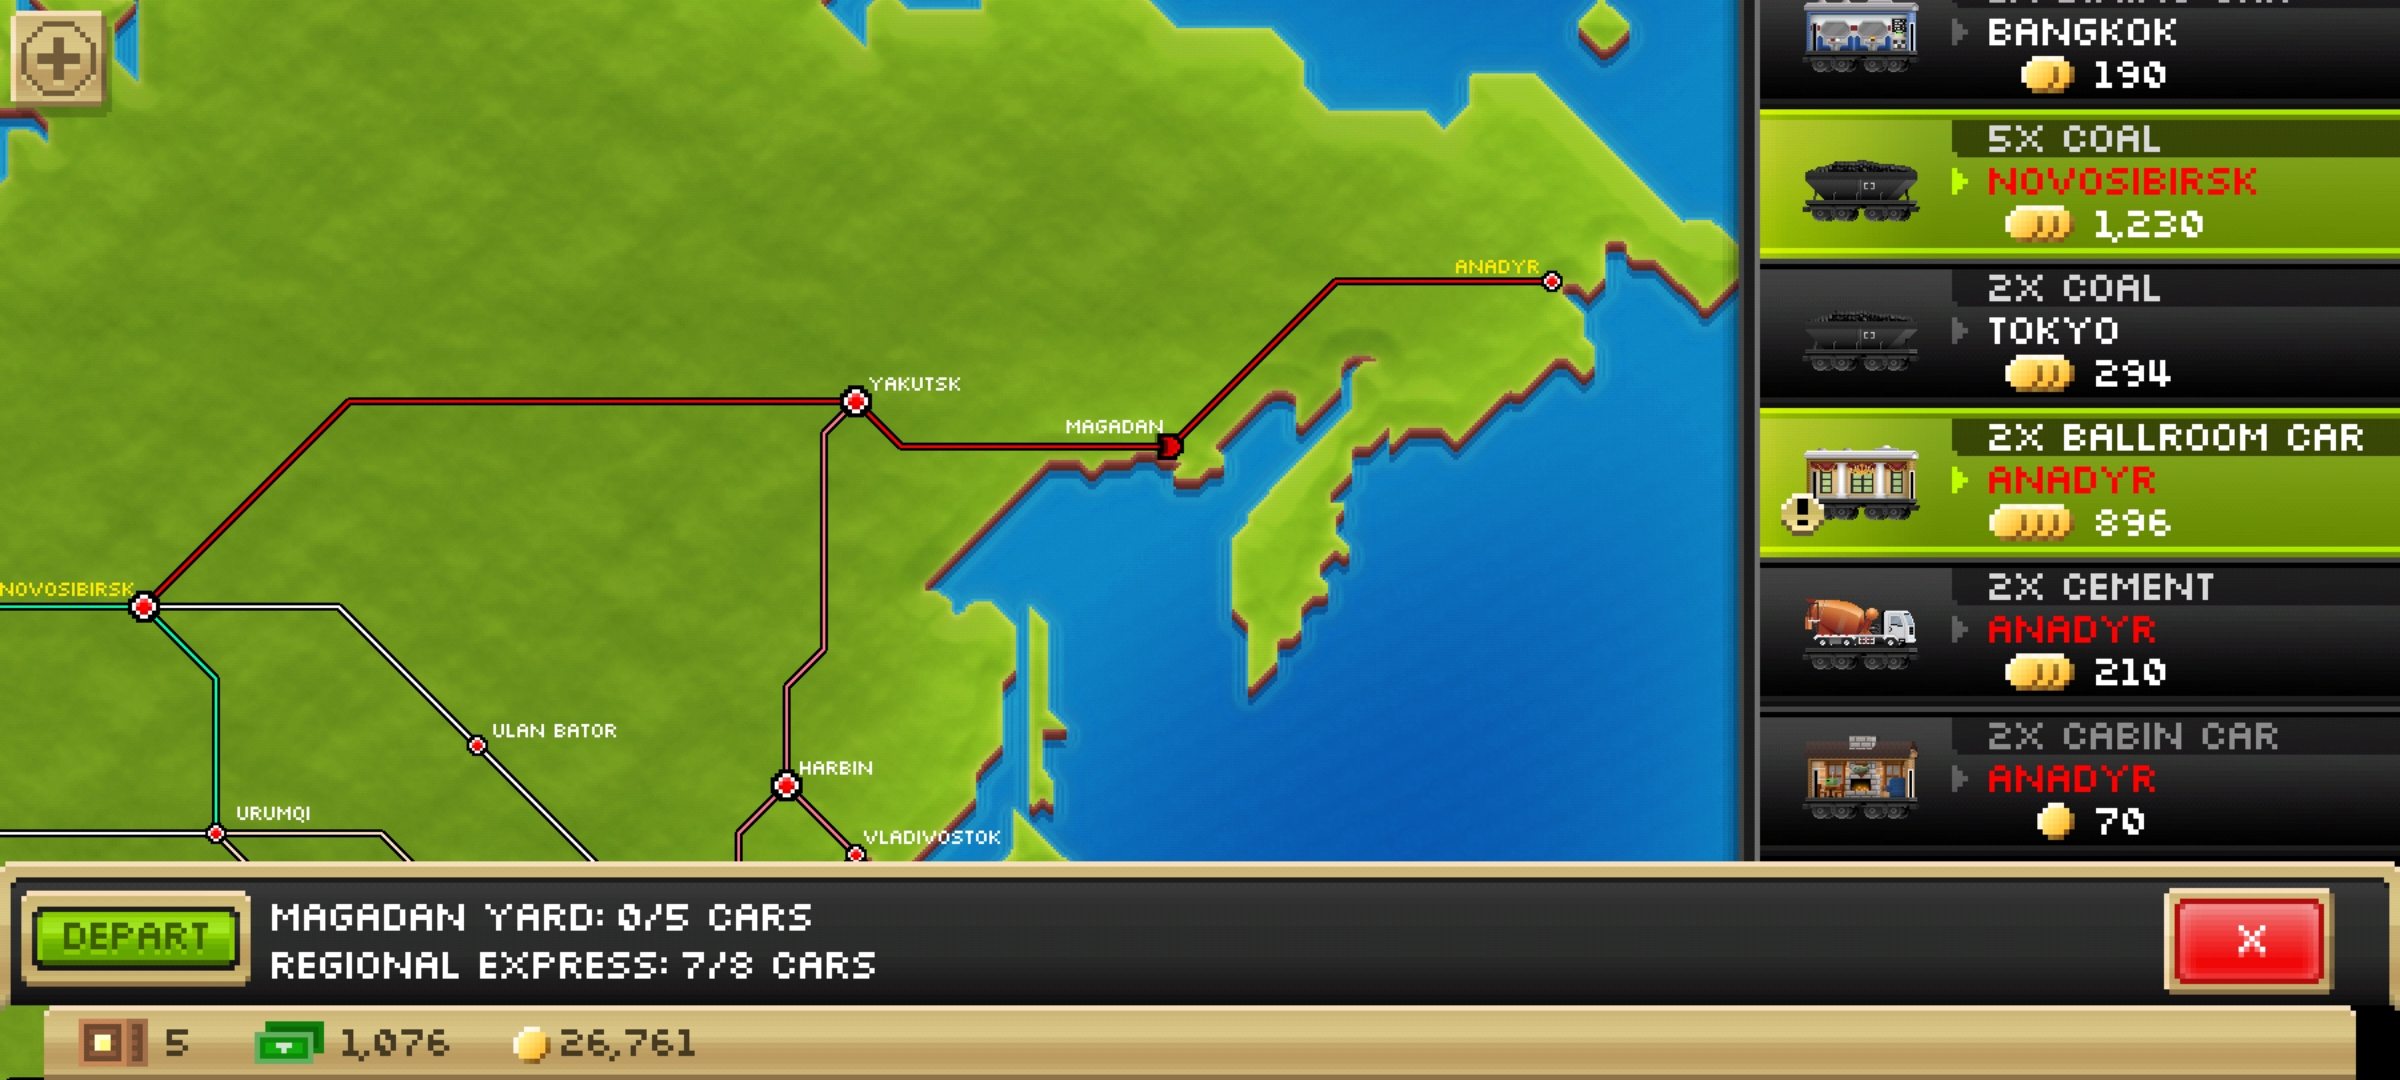 BANGKOK
190
5X COAL
NOVOSIBIRSK
1,230
2X COAL
TOKYO
294
2X BALLROOM CAR
ANADYR
896
2X CEMENT
ANADYR
210
2X CABIN CAR
ANADYR
70
ANADYR
YAKUTSK
MAGADAN
NOVOSIBIRSK
ULAN BATOR
HARBIN
URUMQI
VLADIVOSTOK
DEPART
MAGADAN YARD: 0/5 CARS
REGIONAL EXPRESS: 7/8 CARS
X
5
1,076
26,761